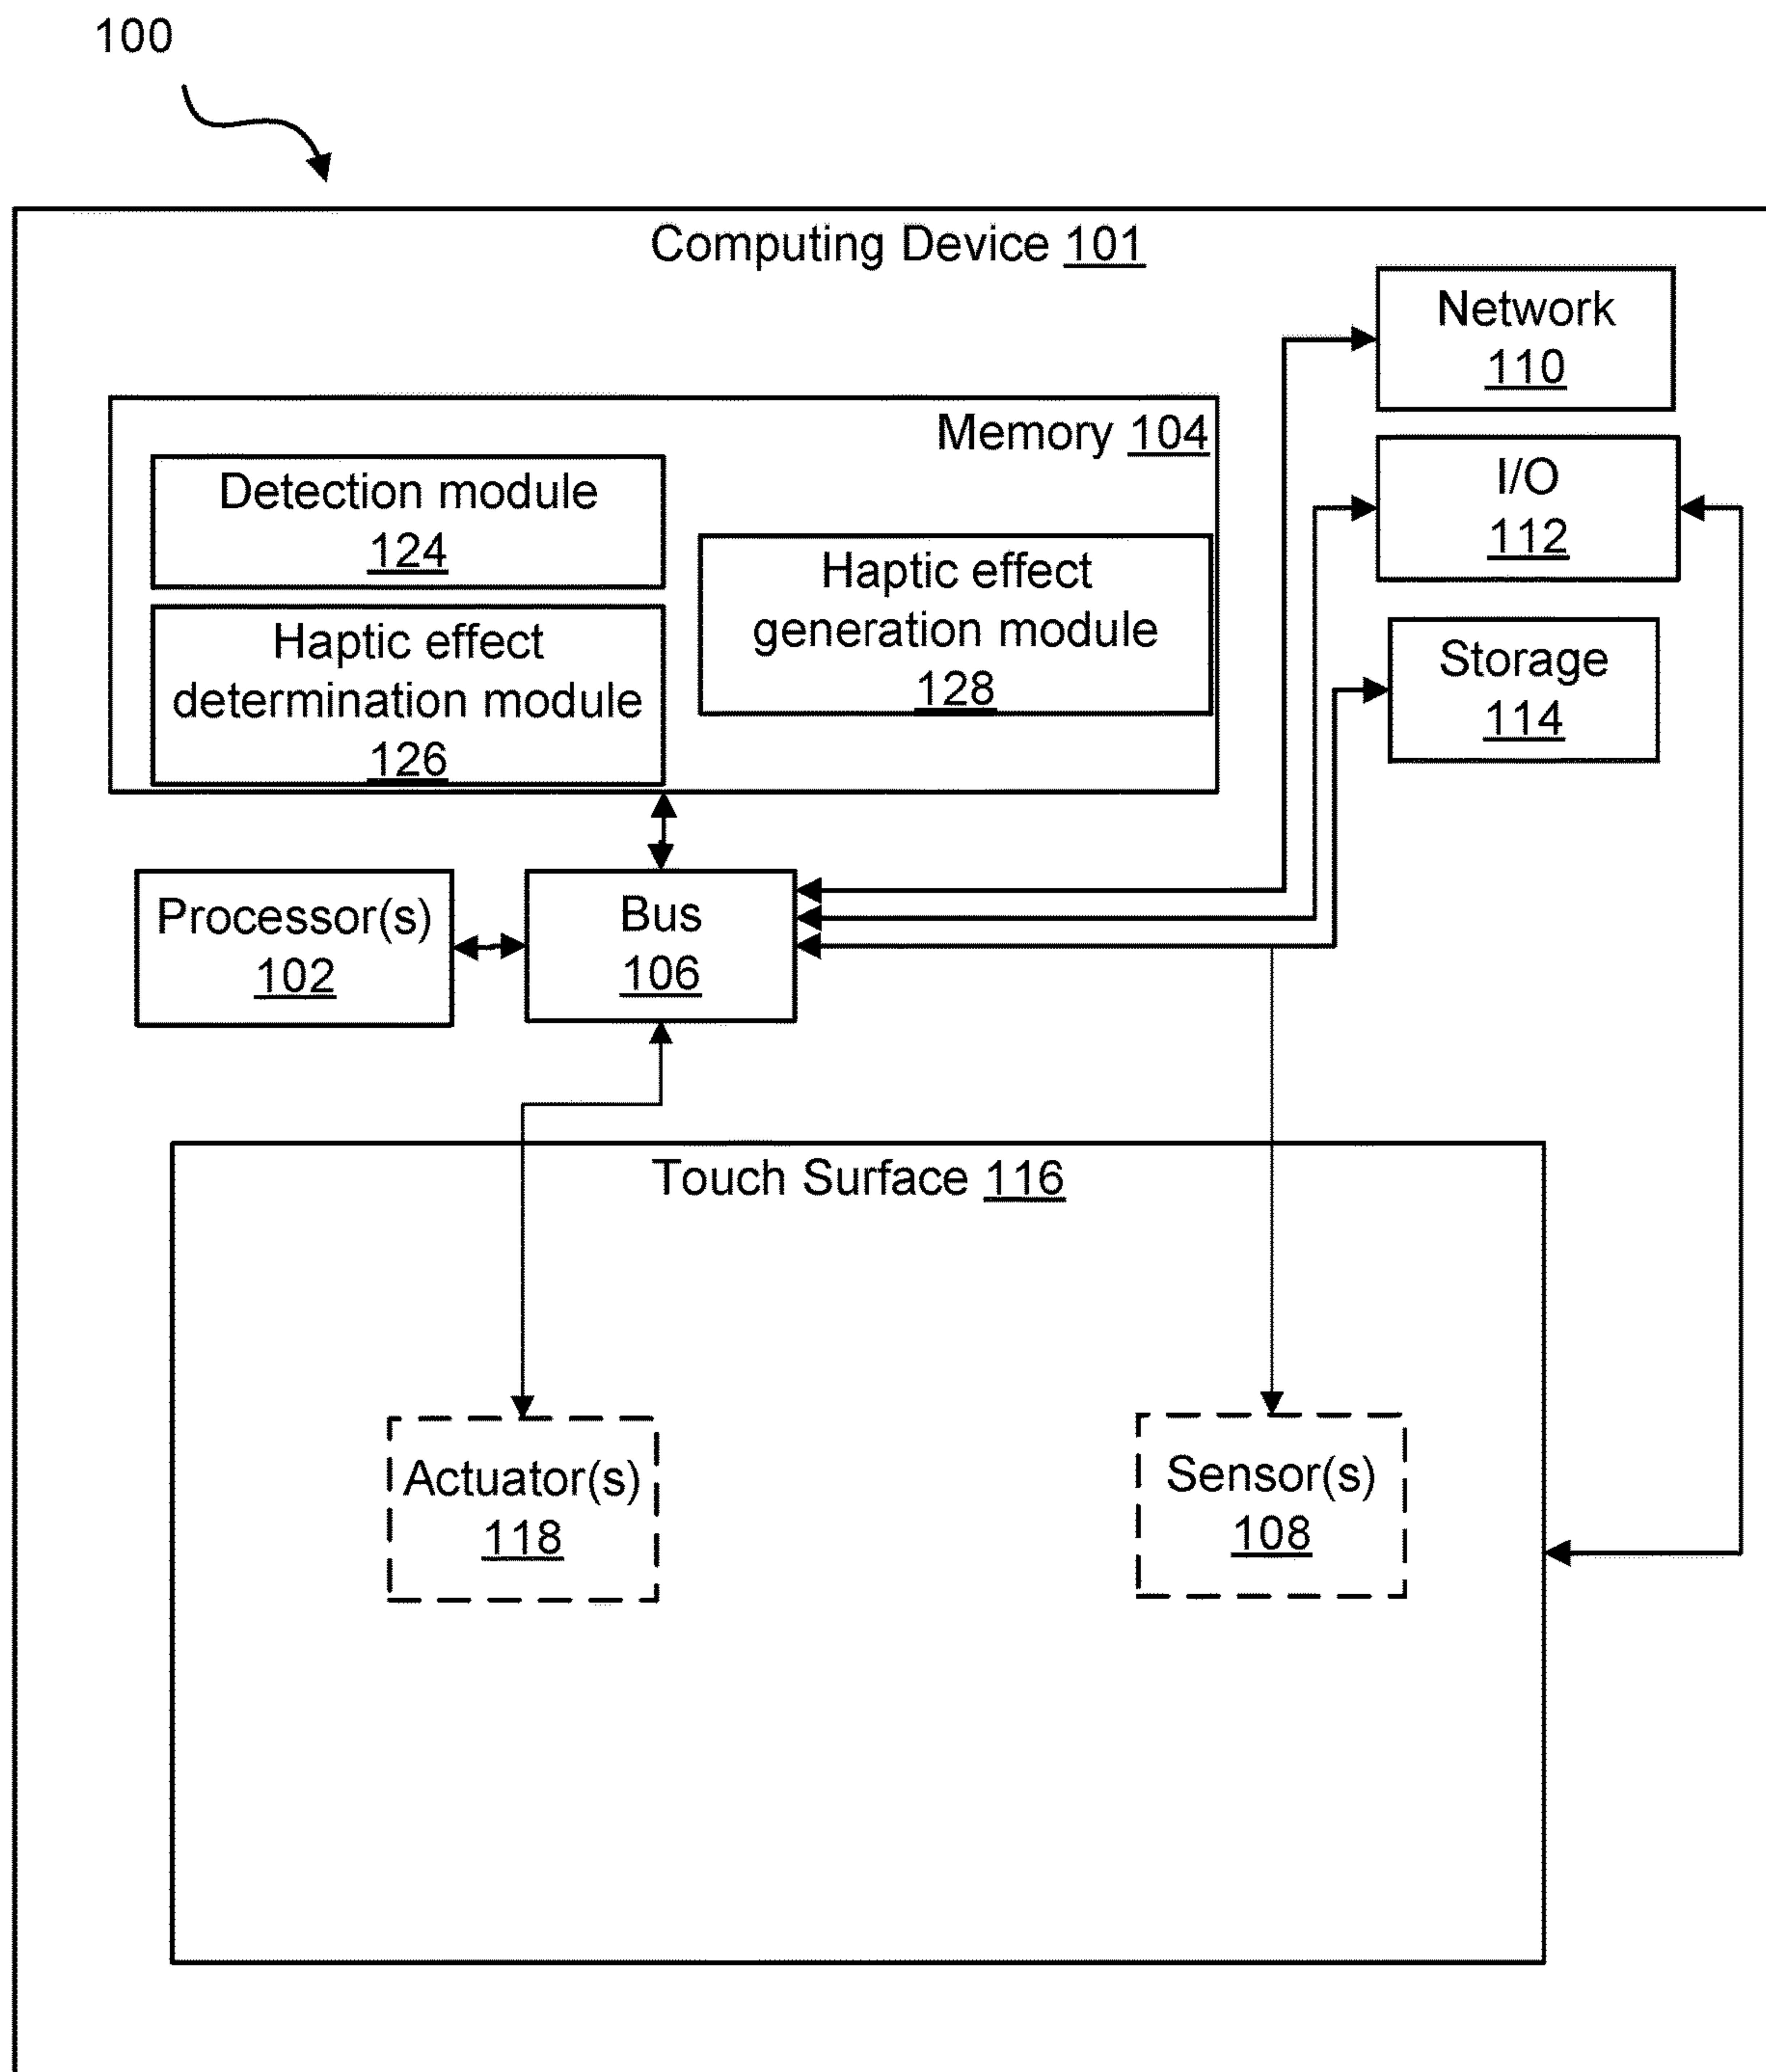 100
Computing Device 101
Network
110
Memory 104
I/O
112
Detection module
124
Haptic effect
generation module
128
Haptic effect
determination module
126
Storage
114
Processor(s)
102
Bus
106
Touch Surface 116
Actuator(s)
118
Sensor(s)
108